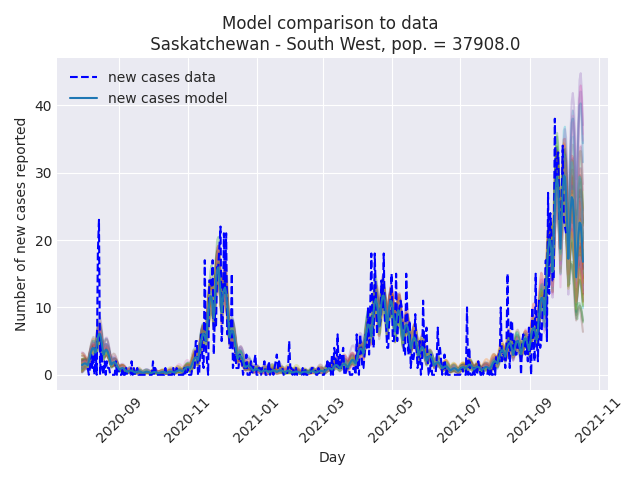 Model comparison to data
Saskatchewan - South West, pop. = 37908.0
new cases data
new cases model
Number of new cases reported
40
30
20
10
0
2020-09
2020-11
2021-01
2021-03
2021-05
2021-07
2021-09
2021-11
Day